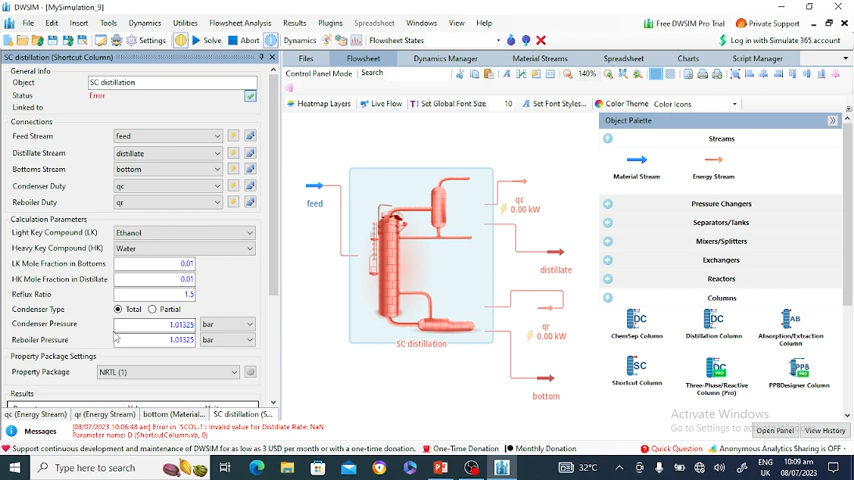 DWSIM - [MySimulation_9]
File Edit Insert Tools Dynamics Utilities Flowsheet Analysis Results Plugins Spreadsheet Windows View Help
Free DWSIM Pro Trial Private Support
Settings Solve Abort Dynamics Flowsheet States Log in with Simulate 365 account
SC distillation (Shortcut Column)
Files Flowsheet Dynamics Manager Material Streams Spreadsheet Charts Script Manager
Control Panel Mode Search 140%
Heatmap Layers Live Flow Set Global Font Size 10 Set Font Styles... Color Theme Color Icons
General Info
Object SC distillation
Status Error
Linked to
Connections
Feed Stream feed
Distillate Stream distillate
Bottoms Stream bottom
Condenser Duty qc
Reboiler Duty qr
Calculation Parameters
Light Key Compound (LK) Ethanol
Heavy Key Compound (HK) Water
LK Mole Fraction in Bottoms 0.01
HK Mole Fraction in Distillate 0.01
Reflux Ratio 1.5
Condenser Type Total Partial
Condenser Pressure 1.01325 bar
Reboiler Pressure 1.01325 bar
Property Package Settings
Property Package NRTL (1)
Results
qc (Energy Stream) qr (Energy Stream) bottom (Material... SC distillation (S...
feed
qc
0.00 kW
distillate
qr
0.00 kW
SC distillation
bottom
Object Palette
Streams
Material Stream Energy Stream
Pressure Changers
Separators/Tanks
Mixers/Splitters
Exchangers
Reactors
Columns
ChemSep Column Distillation Column Absorption/Extraction Column
Shortcut Column Three-Phase/Reactive Column (Pro) PPBDesigner Column
Activate Windows
Go to Settings to
Open Panel View History
Messages [08/07/2023 10:06:48 am] Error in 'SCOL-1': Invalid value for Distillate Rate: NaN
Parameter name: D [ShortcutColumn.vb, 0]
Support continuous development and maintenance of DWSIM for as low as 3 USD per month or with a one-time donation. One-Time Donation Monthly Donation Quick Question Anonymous Analytics Sharing is OFF
Type here to search 32°C ENG UK 10:09 am 08/07/2023